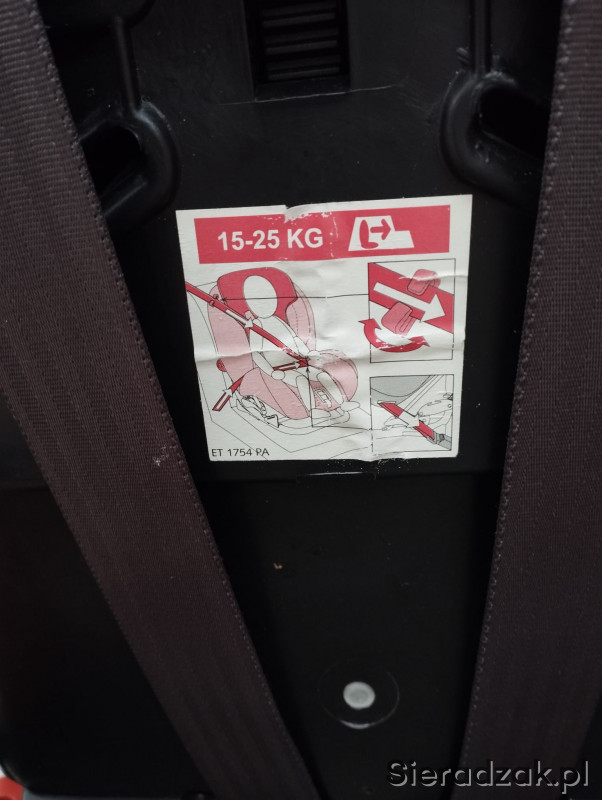 15-25 KG
ET 1754 PA
Sieradzak.pl